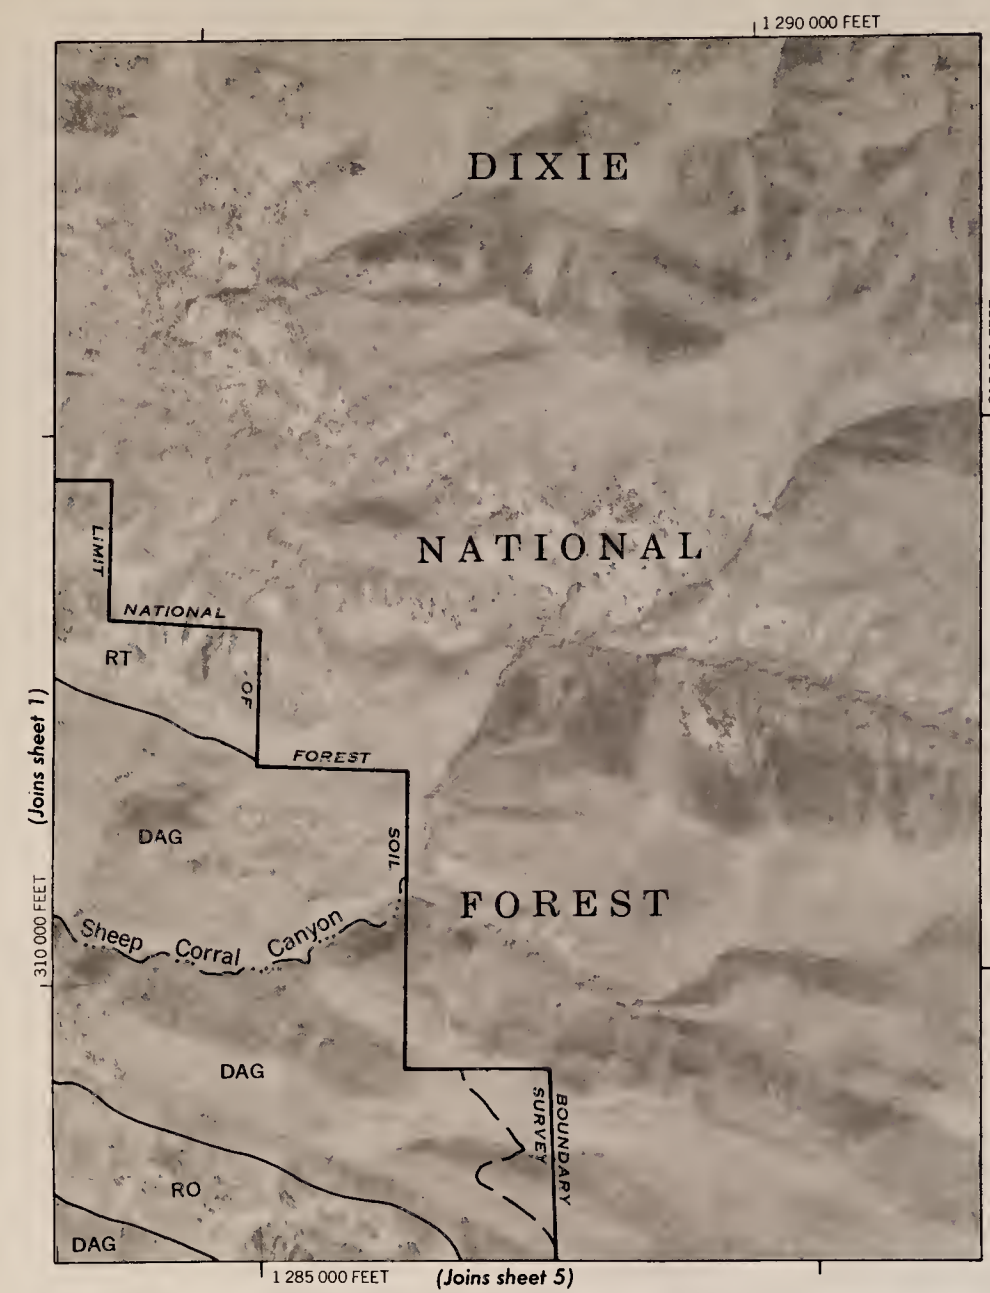 1 290 000 FEET
DIXIE
NATIONAL
LIMIT
NATIONAL
RT
OF
(Joins sheet 1)
FOREST
DAG
SOIL
FOREST
310 000 FEET
Sheep Corral Canyon
DAG
SURVEY
BOUNDARY
RO
DAG
1 285 000 FEET
(Joins sheet 5)